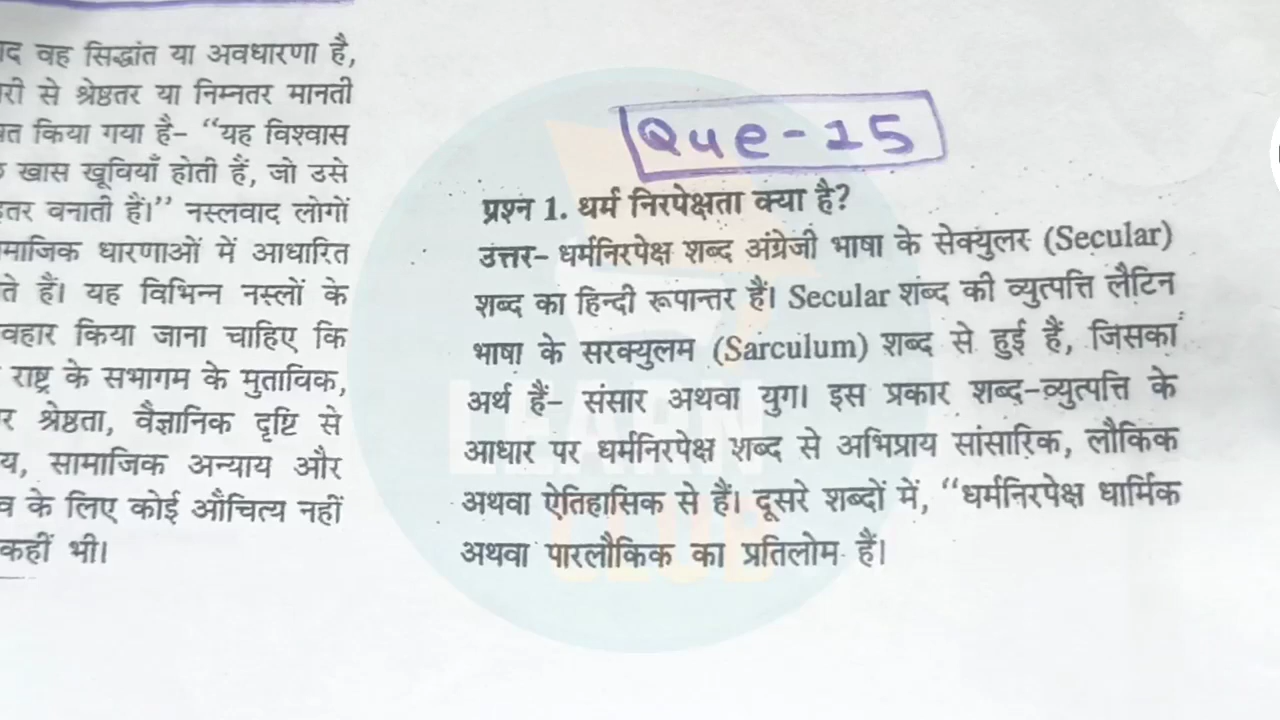 वह सिद्धांत या अवधारणा है,
से श्रेष्ठतर या निम्नतर मानती
किया गया है– “यह विश्वास
खास खूवियाँ होती हैं, जो उसे
वनाती हैं।” नस्लवाद लोगों
धारणाओं में आधारित
हैं। यह विभिन्न नस्लों के
किया जाना चाहिए कि
राष्ट्र के सभागम के मुताविक,
श्रेष्ठता, वैज्ञानिक दृष्टि से
सामाजिक अन्याय और
के लिए कोई औचित्य नहीं
कहीं भी।
Que-15
प्रश्न 1. धर्म निरपेक्षता क्या है?
उत्तर– धर्मनिरपेक्ष शब्द अंग्रेजी भाषा के सेक्युलर (Secular)
शब्द का हिन्दी रूपान्तर हैं। Secular शब्द की व्युत्पत्ति लैटिन
भाषा के सरक्युलम (Sarculum) शब्द से हुई हैं, जिसका
अर्थ हैं– संसार अथवा युग। इस प्रकार शब्द-व्युत्पत्ति के
आधार पर धर्मनिरपेक्ष शब्द से अभिप्राय सांसारिक, लौकिक
अथवा ऐतिहासिक से हैं। दूसरे शब्दों में, “धर्मनिरपेक्ष धार्मिक
अथवा पारलौकिक का प्रतिलोम हैं।
LEARN
CLUB